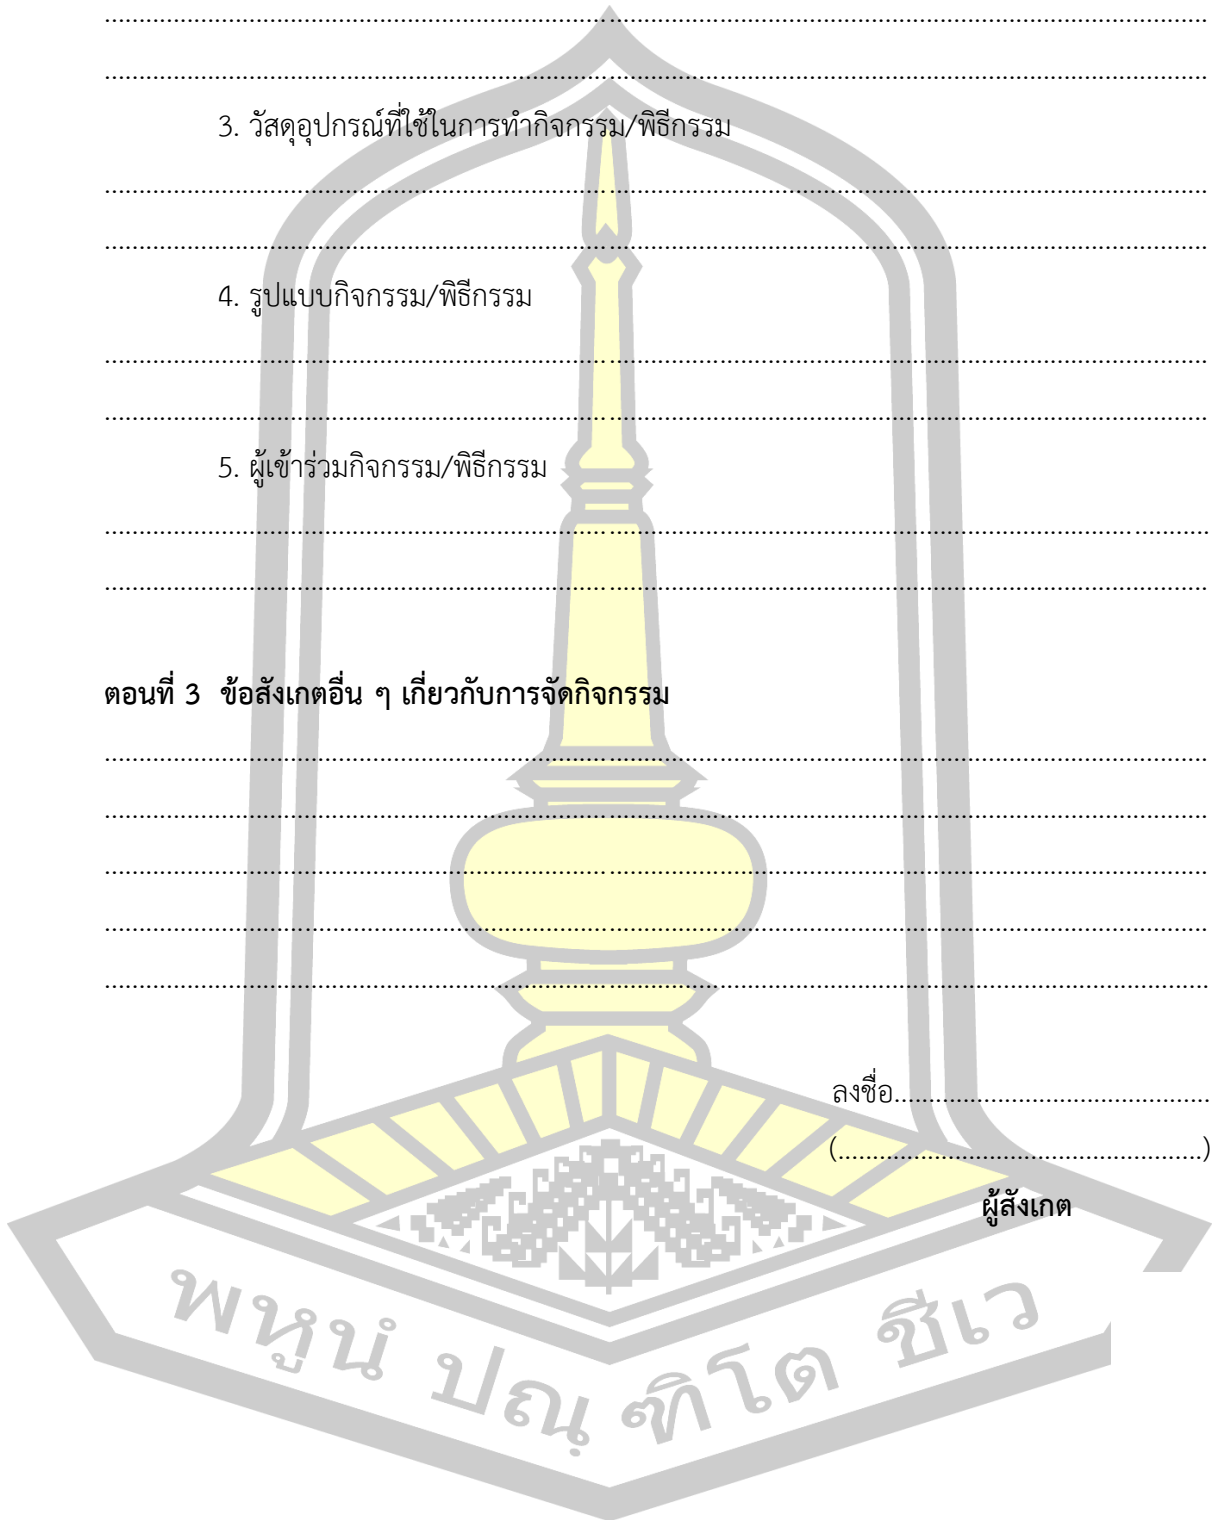 ........................................................................................................................
........................................................................................................................
3. วัสดุอุปกรณ์ที่ใช้ในการทำกิจกรรม/พิธีกรรม
........................................................................................................................
........................................................................................................................
4. รูปแบบกิจกรรม/พิธีกรรม
........................................................................................................................
........................................................................................................................
5. ผู้เข้าร่วมกิจกรรม/พิธีกรรม
........................................................................................................................
........................................................................................................................
ตอนที่ 3 ข้อสังเกตอื่น ๆ เกี่ยวกับการจัดกิจกรรม
........................................................................................................................
........................................................................................................................
........................................................................................................................
........................................................................................................................
........................................................................................................................
ลงชื่อ..............................................
(.....................................................)
ผู้สังเกต
พหูนํ ปณฺ ฑิโต ชีเว